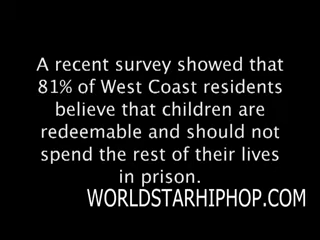 A recent survey showed that
81% of West Coast residents
believe that children are
redeemable and should not
spend the rest of their lives
in prison.
WORLDSTARHIPHOP.COM